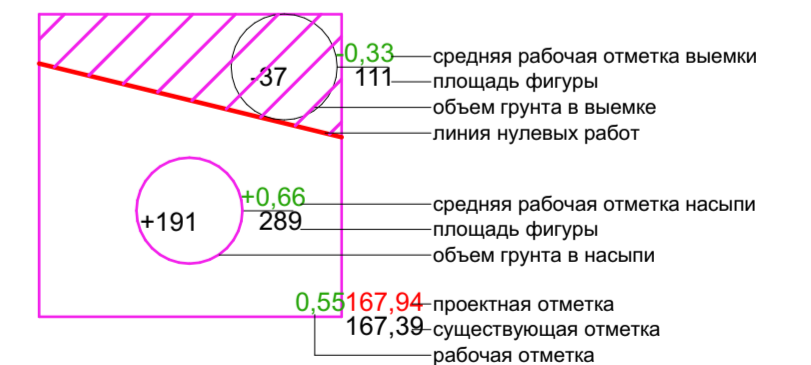 -0,33 средняя рабочая отметка выемки
-37 111 площадь фигуры
объем грунта в выемке
линия нулевых работ
+0,66 средняя рабочая отметка насыпи
+191 289 площадь фигуры
объем грунта в насыпи
0,55 167,94 проектная отметка
167,39 существующая отметка
рабочая отметка